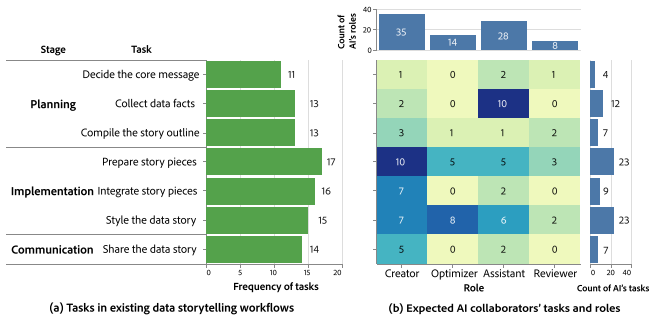 Stage Task
Decide the core message 11
Planning Collect data facts 13
Compile the story outline 13
Prepare story pieces 17
Implementation Integrate story pieces 16
Style the data story 15
Communication Share the data story 14
0 5 10 15 20
Frequency of tasks
(a) Tasks in existing data storytelling workflows
Count of
AI's roles
40
20
0
35 14 28 8
1 0 2 1 4
2 0 10 0 12
3 1 1 2 7
10 5 5 3 23
7 0 2 0 9
7 8 6 2 23
5 0 2 0 7
Creator Optimizer Assistant Reviewer
Role
0 20 40
Count of AI's tasks
(b) Expected AI collaborators' tasks and roles